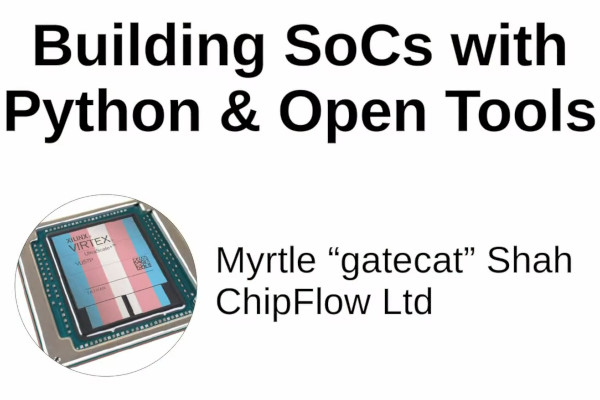 Building SoCs with
Python & Open Tools
XILINX
VIRTEX
Myrtle “gatecat” Shah
ChipFlow Ltd